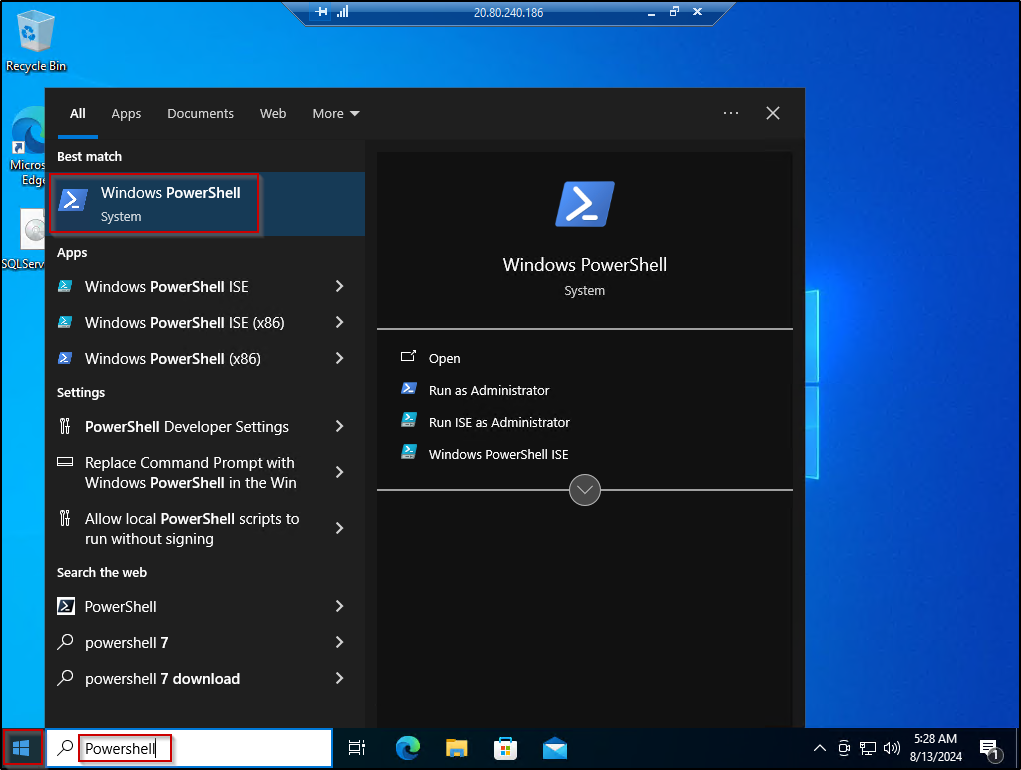 20.80.240.186
Recycle Bin
Micros
Edge
SQLServ
All
Apps
Documents
Web
More
Best match
Windows PowerShell
System
Apps
Windows PowerShell ISE
Windows PowerShell ISE (x86)
Windows PowerShell (x86)
Settings
PowerShell Developer Settings
Replace Command Prompt with
Windows PowerShell in the Win
Allow local PowerShell scripts to
run without signing
Search the web
PowerShell
powershell 7
powershell 7 download
Windows PowerShell
System
Open
Run as Administrator
Run ISE as Administrator
Windows PowerShell ISE
Powershell
5:28 AM
8/13/2024
1